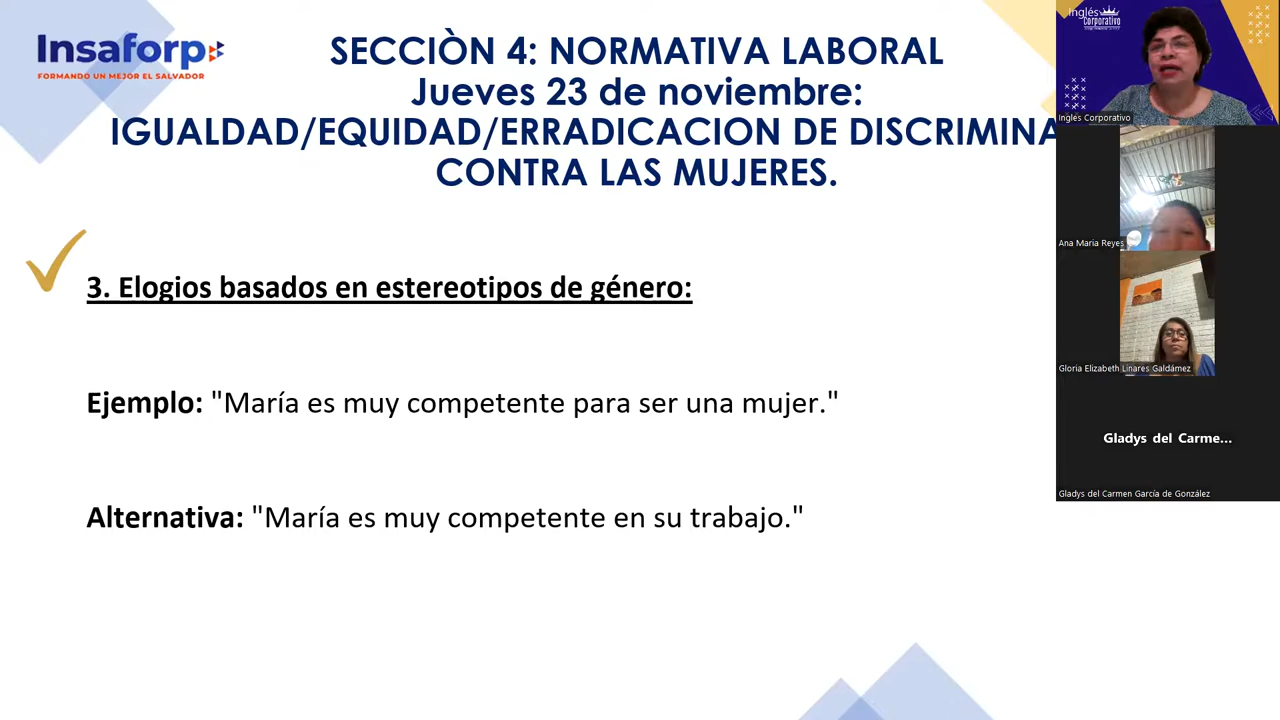 Insaforp
FORMANDO UN MEJOR EL SALVADOR
SECCIÒN 4: NORMATIVA LABORAL
Jueves 23 de noviembre:
IGUALDAD/EQUIDAD/ERRADICACION DE DISCRIMINA
CONTRA LAS MUJERES.
3. Elogios basados en estereotipos de género:
Ejemplo: "María es muy competente para ser una mujer."
Alternativa: "María es muy competente en su trabajo."
Inglés
Corporativo
Inglés Corporativo
Ana Maria Reyes
Gloria Elizabeth Linares Galdámez
Gladys del Carme...
Gladys del Carmen García de González